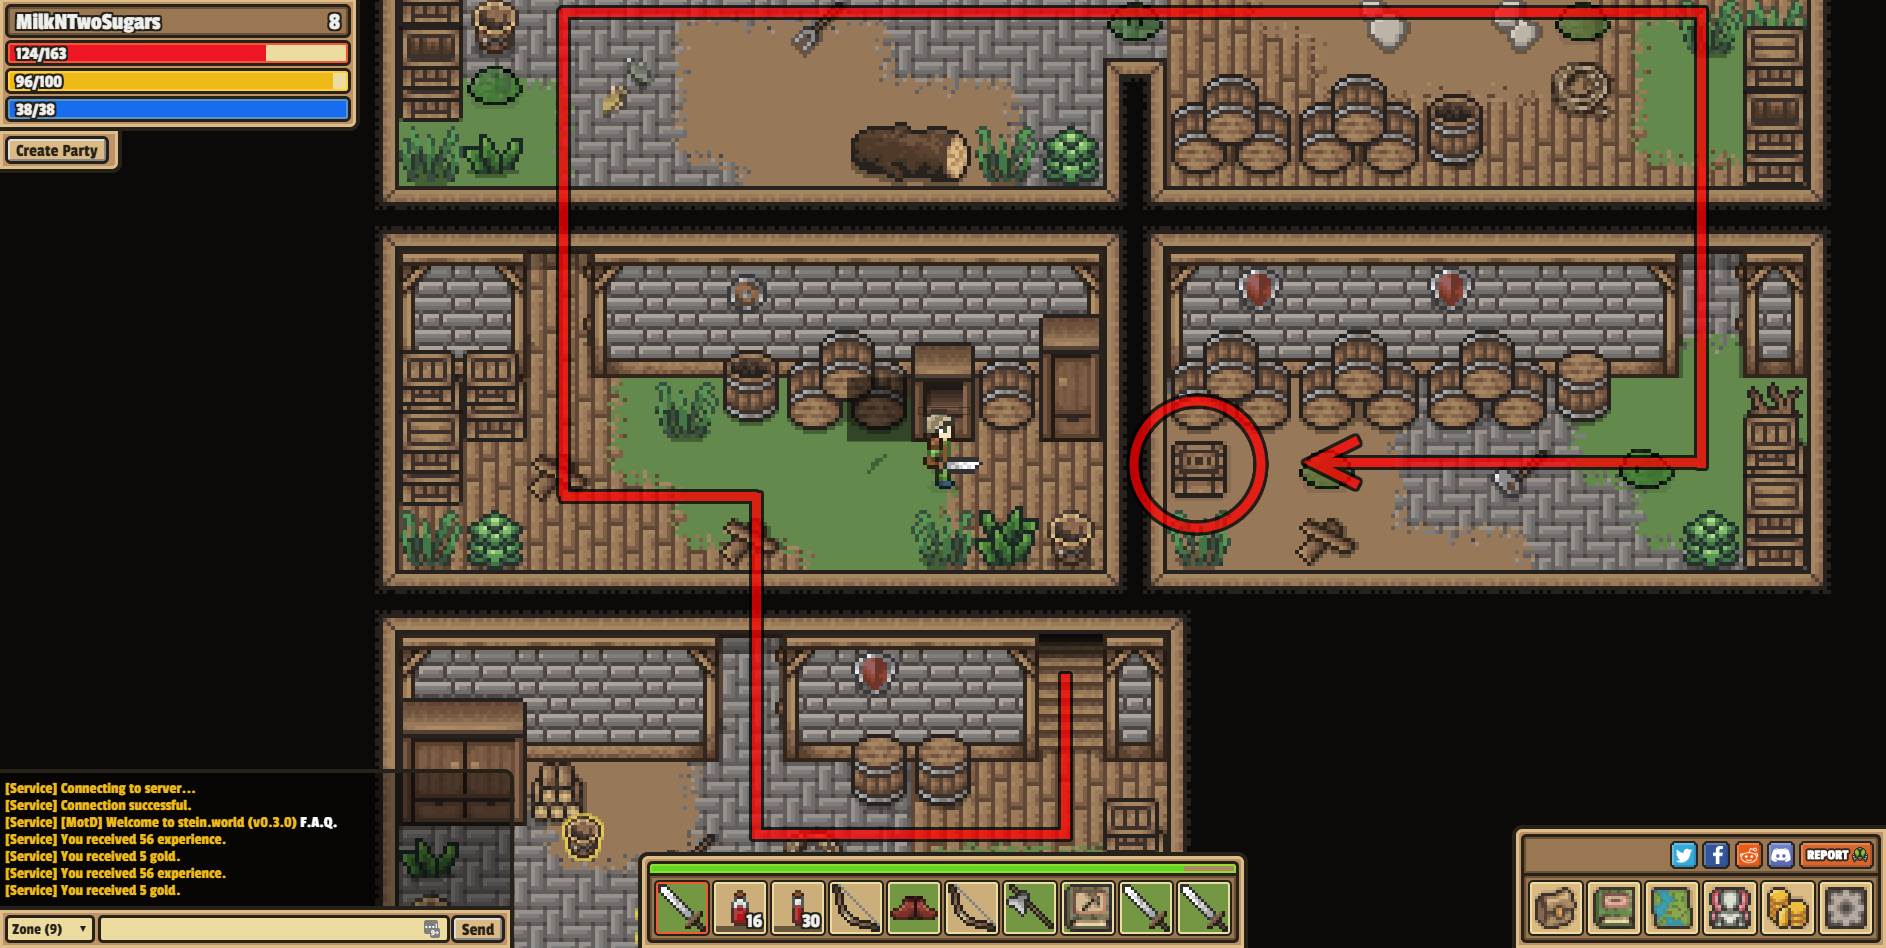 MilkNTwoSugars 8
124/163
96/100
38/38
Create Party
[Service] Connecting to server...
[Service] Connection successful.
[Service] [MotD] Welcome to stein.world (v0.3.0) F.A.Q.
[Service] You received 56 experience.
[Service] You received 5 gold.
[Service] You received 56 experience.
[Service] You received 5 gold.
Zone (9) Send
16 30
REPORT